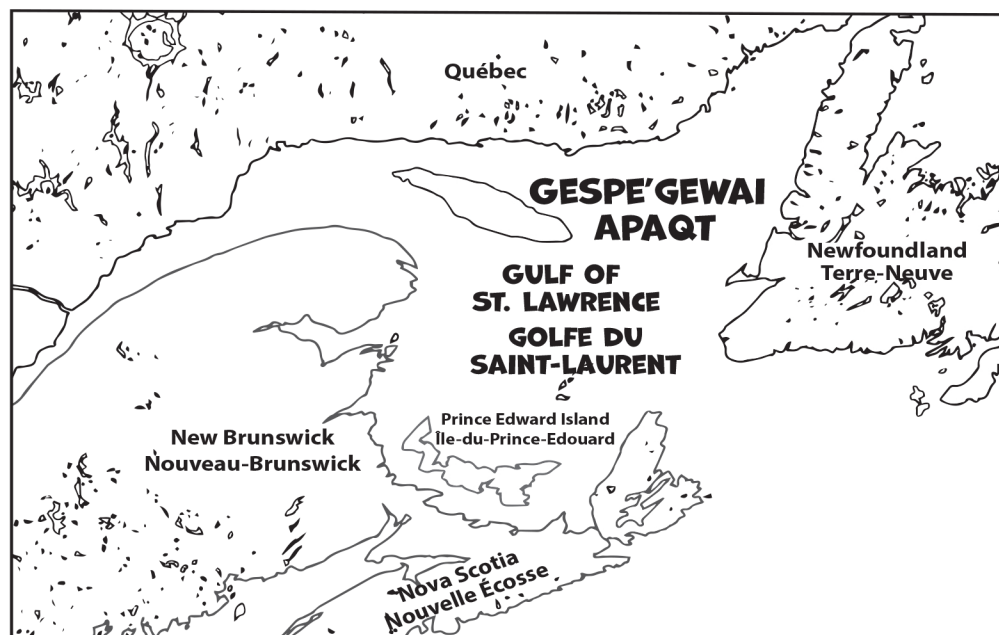 Québec
GESPE'GEWAI
APAQT
Newfoundland
Terre-Neuve
GULF OF
ST. LAWRENCE
GOLFE DU
SAINT-LAURENT
Prince Edward Island
Île-du-Prince-Edouard
New Brunswick
Nouveau-Brunswick
Nova Scotia
Nouvelle Écosse